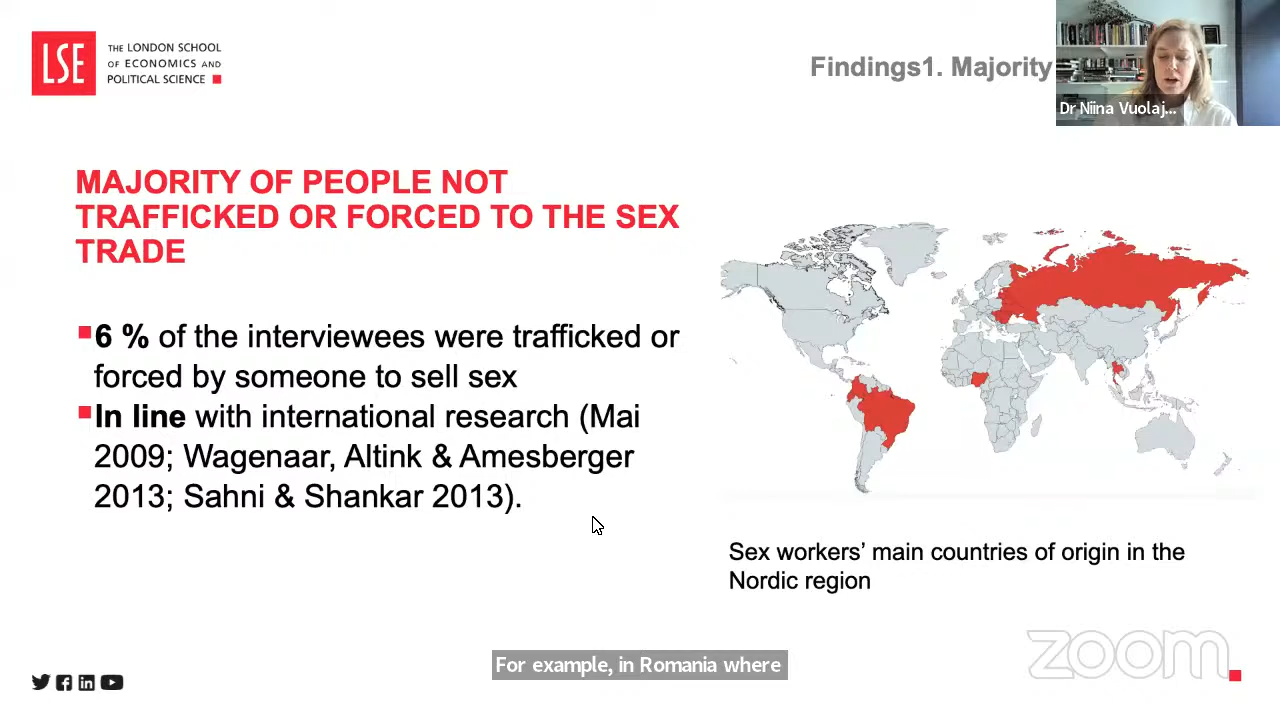 LSE
THE LONDON SCHOOL
OF ECONOMICS AND
POLITICAL SCIENCE
Findings1. Majority
Dr Niina Vuolaj...
MAJORITY OF PEOPLE NOT
TRAFFICKED OR FORCED TO THE SEX
TRADE
6 % of the interviewees were trafficked or
forced by someone to sell sex
In line with international research (Mai
2009; Wagenaar, Altink & Amesberger
2013; Sahni & Shankar 2013).
Sex workers’ main countries of origin in the
Nordic region
For example, in Romania where
zoom